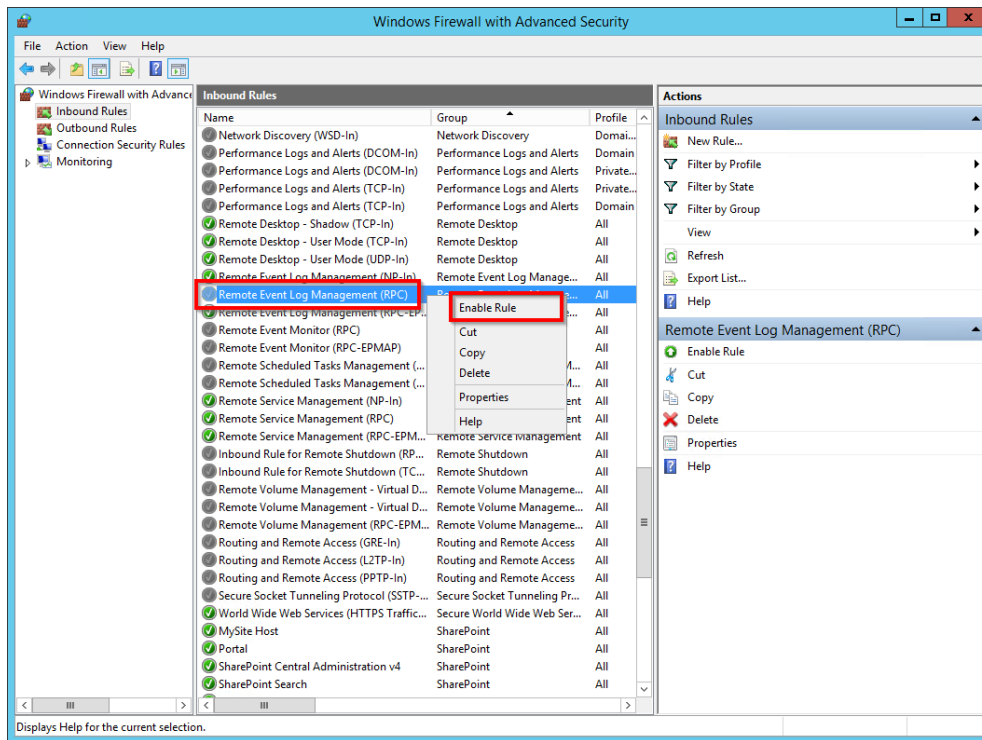 Windows Firewall with Advanced Security
File Action View Help
Windows Firewall with Advance
Inbound Rules
Outbound Rules
Connection Security Rules
Monitoring
Inbound Rules
Name Group Profile
Network Discovery (WSD-In) Network Discovery Domai...
Performance Logs and Alerts (DCOM-In) Performance Logs and Alerts Domain
Performance Logs and Alerts (DCOM-In) Performance Logs and Alerts Private...
Performance Logs and Alerts (TCP-In) Performance Logs and Alerts Private...
Performance Logs and Alerts (TCP-In) Performance Logs and Alerts Domain
Remote Desktop - Shadow (TCP-In) Remote Desktop All
Remote Desktop - User Mode (TCP-In) Remote Desktop All
Remote Desktop - User Mode (UDP-In) Remote Desktop All
Remote Event Log Management (NP-In) Remote Event Log Manage... All
Remote Event Log Management (RPC) All
Remote Event Log Management (RPC-EP... All
Remote Event Monitor (RPC) All
Remote Event Monitor (RPC-EPMAP) All
Remote Scheduled Tasks Management (... M... All
Remote Scheduled Tasks Management (... M... All
Remote Service Management (NP-In) ent All
Remote Service Management (RPC) ent All
Remote Service Management (RPC-EPM... Remote Service Management All
Inbound Rule for Remote Shutdown (RP... Remote Shutdown All
Inbound Rule for Remote Shutdown (TC... Remote Shutdown All
Remote Volume Management - Virtual D... Remote Volume Manageme... All
Remote Volume Management - Virtual D... Remote Volume Manageme... All
Remote Volume Management (RPC-EPM... Remote Volume Manageme... All
Routing and Remote Access (GRE-In) Routing and Remote Access All
Routing and Remote Access (L2TP-In) Routing and Remote Access All
Routing and Remote Access (PPTP-In) Routing and Remote Access All
Secure Socket Tunneling Protocol (SSTP-... Secure Socket Tunneling Pr... All
World Wide Web Services (HTTPS Traffic... Secure World Wide Web Ser... All
MySite Host SharePoint All
Portal SharePoint All
SharePoint Central Administration v4 SharePoint All
SharePoint Search SharePoint All
Enable Rule
Cut
Copy
Delete
Properties
Help
Actions
Inbound Rules
New Rule...
Filter by Profile
Filter by State
Filter by Group
View
Refresh
Export List...
Help
Remote Event Log Management (RPC)
Enable Rule
Cut
Copy
Delete
Properties
Help
Displays Help for the current selection.